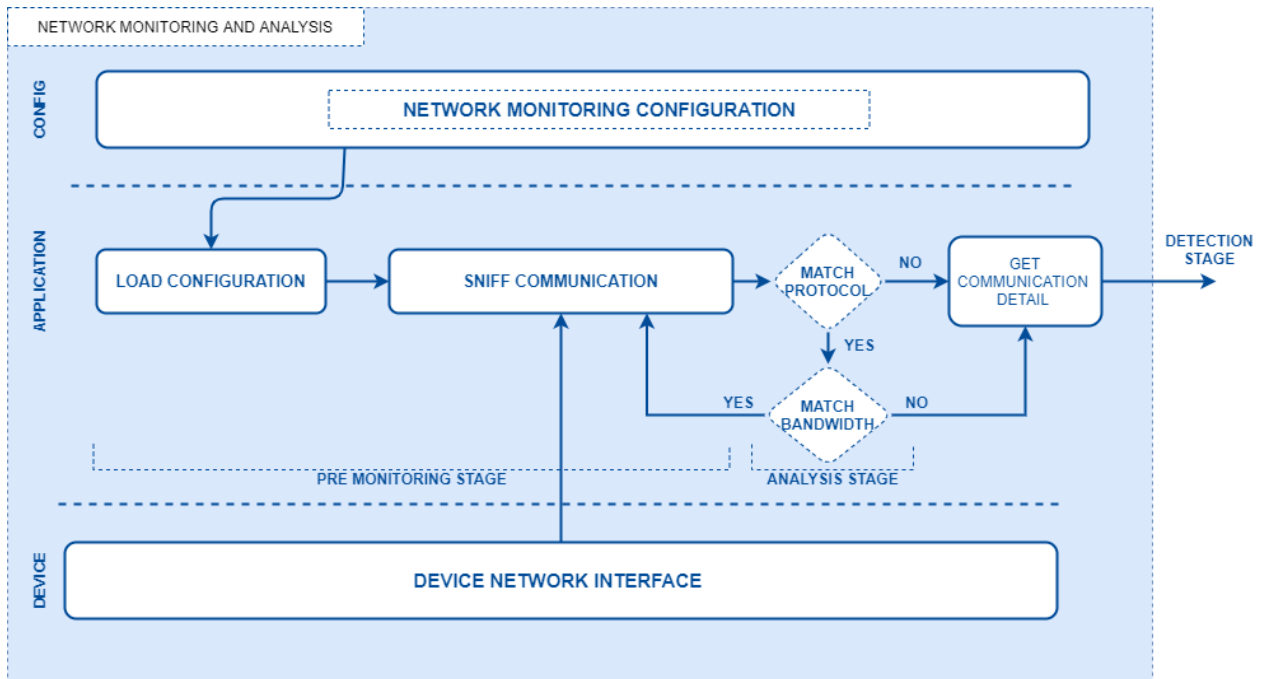 NETWORK MONITORING AND ANALYSIS
CONFIG
NETWORK MONITORING CONFIGURATION
APPLICATION
LOAD CONFIGURATION
SNIFF COMMUNICATION
MATCH
PROTOCOL
NO
GET
COMMUNICATION
DETAIL
DETECTION
STAGE
YES
YES
MATCH
BANDWIDTH
NO
PRE MONITORING STAGE
ANALYSIS STAGE
DEVICE
DEVICE NETWORK INTERFACE